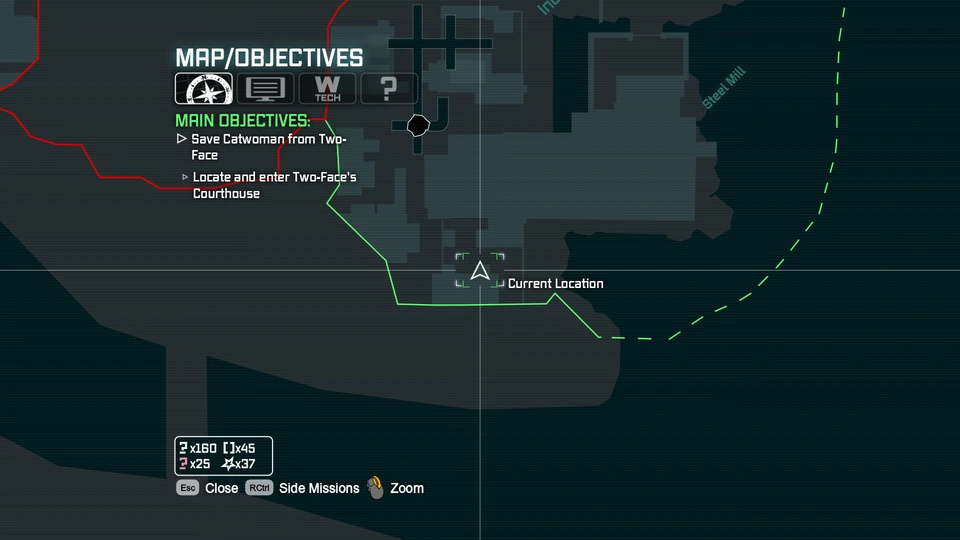 Ind
MAP/OBJECTIVES
W
TECH
?
Steel Mill
MAIN OBJECTIVES:
Save Catwoman from Two-
Face
Locate and enter Two-Face's
Courthouse
Current Location
?x160 []x45
?x25 x37
Esc Close RCtrl Side Missions Zoom